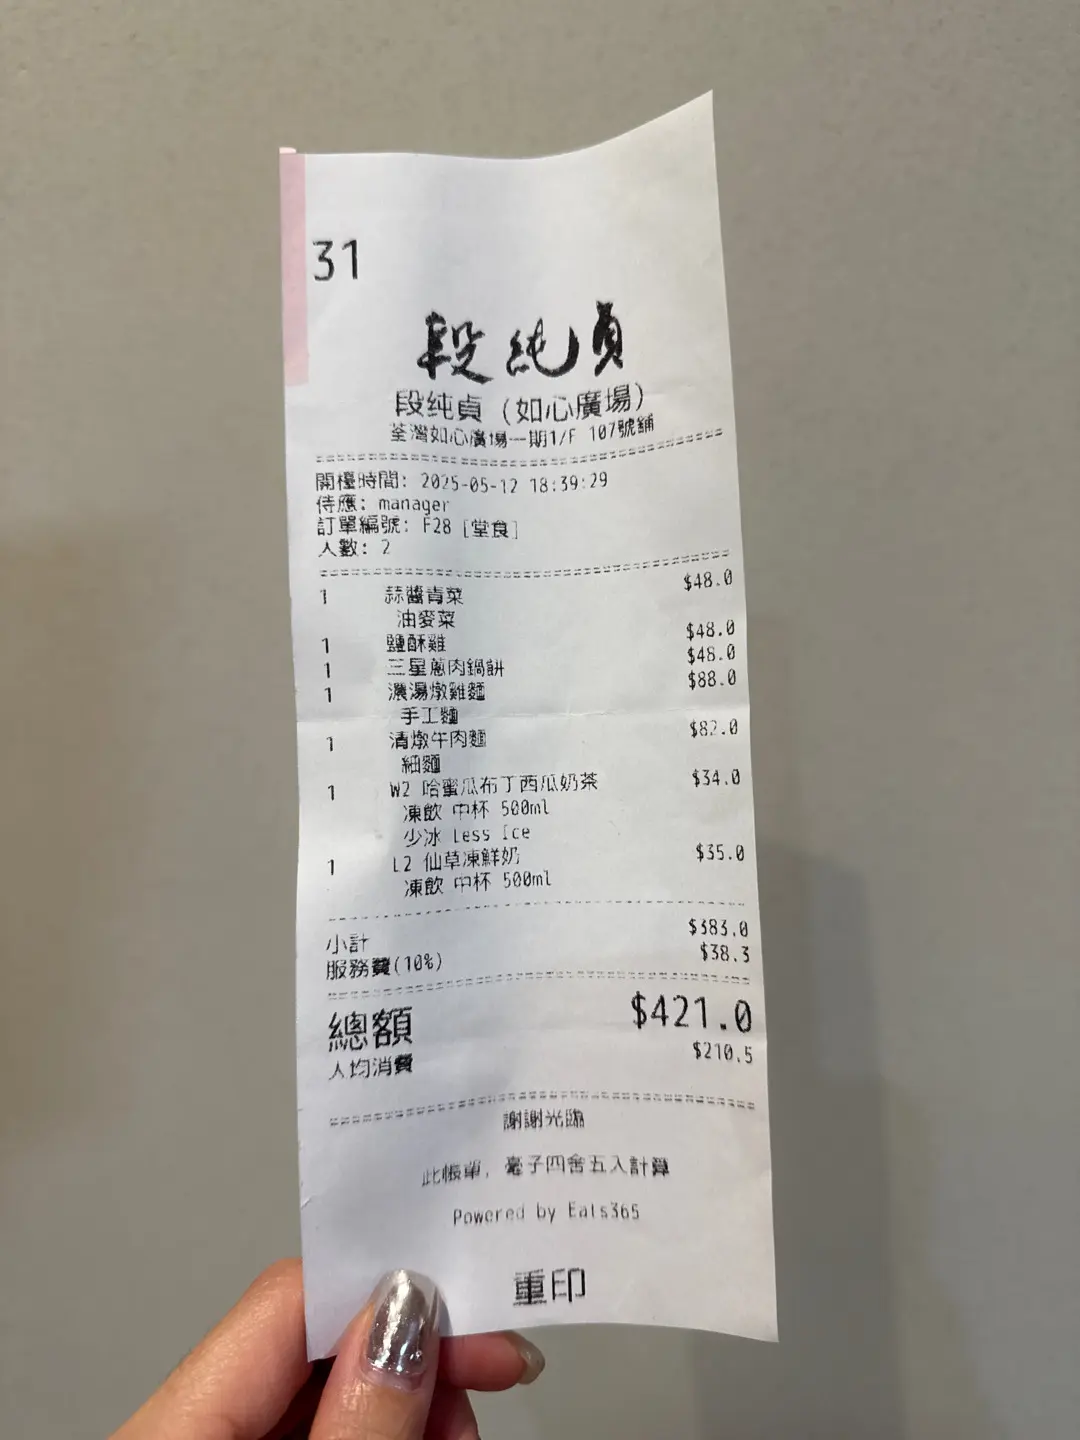 31
段純貞
段純貞 (如心廣場)
荃灣如心廣場一期1/F 107號舖
開檯時間: 2025-05-12 18:39:29
侍應: manager
訂單編號: F28 [堂食]
人數: 2
1 蒜醬青菜 $48.0
油麥菜
1 鹽酥雞 $48.0
1 三星蔥肉鍋餅 $48.0
1 濃湯燉雞麵 $88.0
手工麵
1 清燉牛肉麵 $82.0
細麵
1 W2 哈蜜瓜布丁西瓜奶茶 $34.0
凍飲 中杯 500ml
少冰 Less Ice
1 L2 仙草凍鮮奶 $35.0
凍飲 中杯 500ml
小計 $383.0
服務費(10%) $38.3
總額 $421.0
人均消費 $210.5
謝謝光臨
此帳單, 毫子四舍五入計算
Powered by Eats365
重印